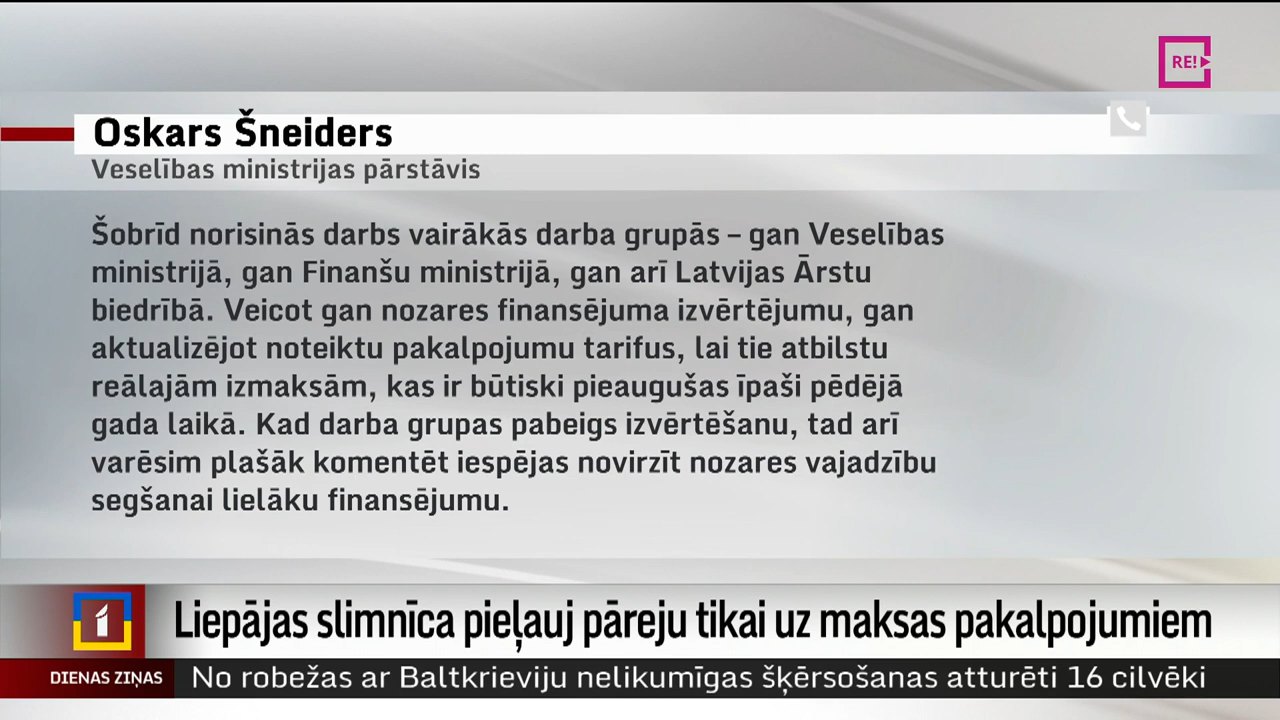 RE!
Oskars Šneiders
Veselības ministrijas pārstāvis
Šobrīd norisinās darbs vairākās darba grupās – gan Veselības
ministrijā, gan Finanšu ministrijā, gan arī Latvijas Ārstu
biedrībā. Veicot gan nozares finansējuma izvērtējumu, gan
aktualizējot noteiktu pakalpojumu tarifus, lai tie atbilstu
reālajām izmaksām, kas ir būtiski pieaugušas īpaši pēdējā
gada laikā. Kad darba grupas pabeigs izvērtēšanu, tad arī
varēsim plašāk komentēt iespējas novirzīt nozares vajadzību
segšanai lielāku finansējumu.
1
Liepājas slimnīca pieļauj pāreju tikai uz maksas pakalpojumiem
DIENAS ZIŅAS
No robežas ar Baltkrieviju nelikumīgas šķērsošanas atturēti 16 cilvēki